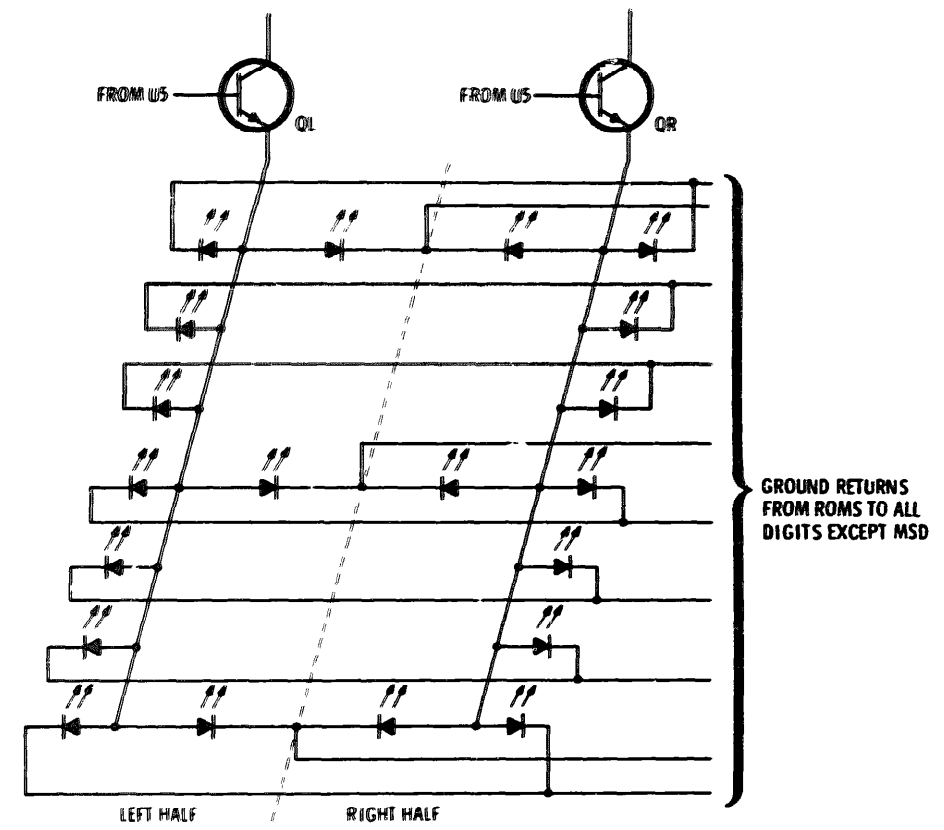 FROM U5
QL
FROM U5
QR
GROUND RETURNS
FROM ROMS TO ALL
DIGITS EXCEPT MSD
LEFT HALF
RIGHT HALF